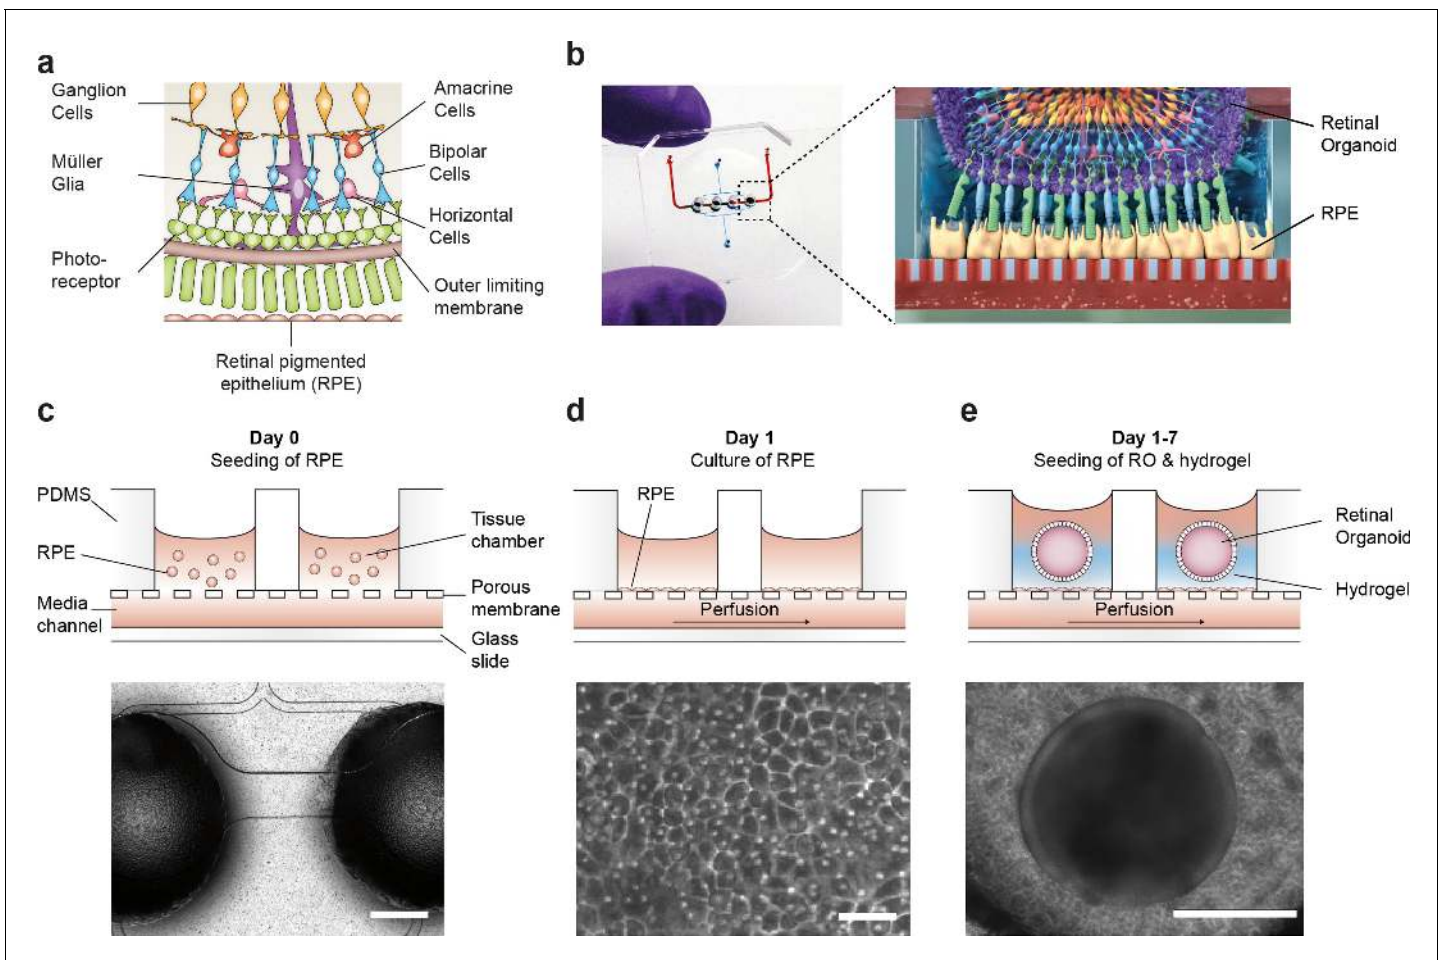 a
Ganglion
Cells
Müller
Glia
Photo-
receptor
Amacrine
Cells
Bipolar
Cells
Horizontal
Cells
Outer limiting
membrane
Retinal pigmented
epithelium (RPE)
b
Retinal
Organoid
RPE
c
Day 0
Seeding of RPE
PDMS
RPE
Media
channel
Tissue
chamber
Porous
membrane
Glass
slide
d
Day 1
Culture of RPE
RPE
Perfusion
e
Day 1-7
Seeding of RO & hydrogel
Retinal
Organoid
Hydrogel
Perfusion